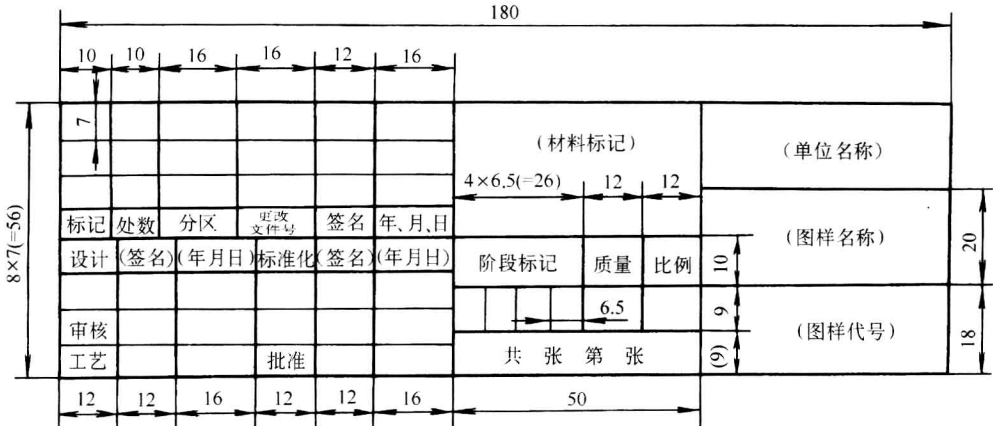 180
10 10 16 16 12 16
7
(材料标记)
(单位名称)
4×6.5(=26) 12 12
8×7(=56)
标记 处数 分区 更改文件号 签名 年、月、日
(图样名称)
20
设计 (签名) (年月日) 标准化 (签名) (年月日)
阶段标记 质量 比例
10
6.5
9
审核
(图样代号)
18
工艺 批准
共 张 第 张
(9)
12 12 16 12 12 16 50